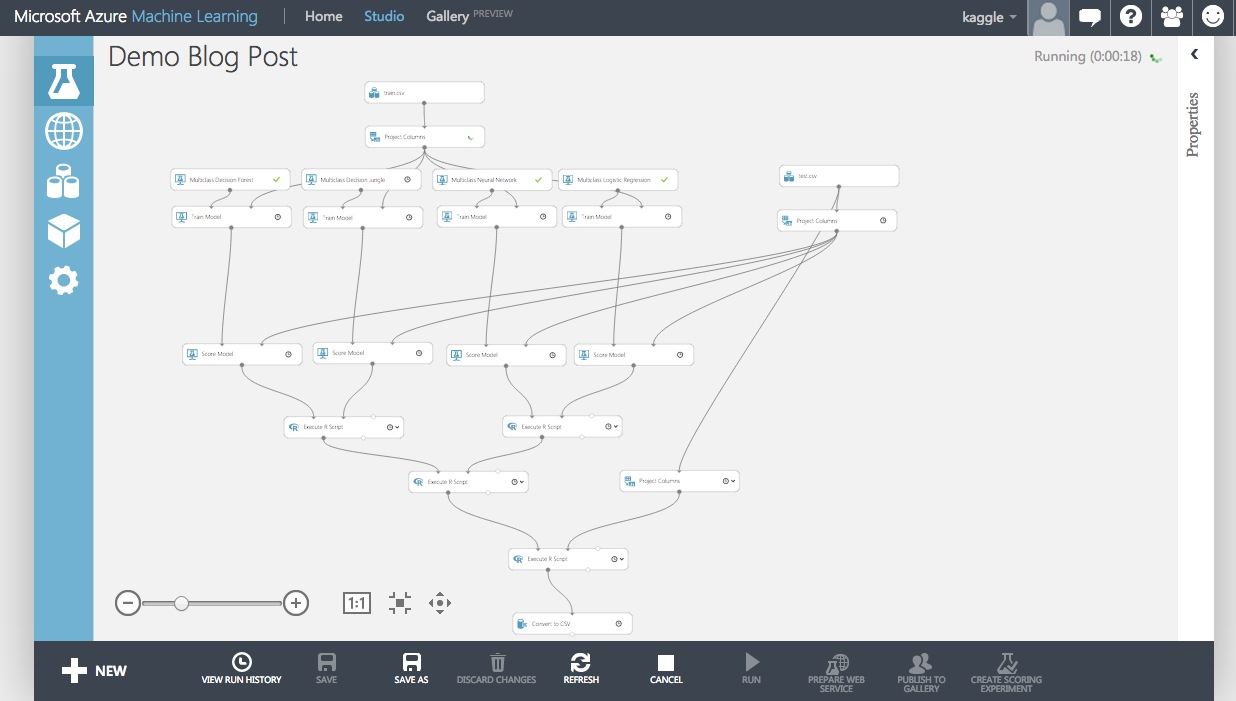 Microsoft Azure Machine Learning | Home Studio Gallery PREVIEW kaggle
Demo Blog Post
Running (0:00:18)
Properties
train.csv
Project Columns
Multiclass Decision Forest
Multiclass Decision Jungle
Multiclass Neural Network
Multiclass Logistic Regression
test.csv
Train Model
Train Model
Train Model
Train Model
Project Columns
Score Model
Score Model
Score Model
Score Model
Execute R Script
Execute R Script
Execute R Script
Project Columns
Execute R Script
1:1
Convert to CSV
NEW
VIEW RUN HISTORY
SAVE
SAVE AS
DISCARD CHANGES
REFRESH
CANCEL
RUN
PREPARE WEB
SERVICE
PUBLISH TO
GALLERY
CREATE SCORING
EXPERIMENT